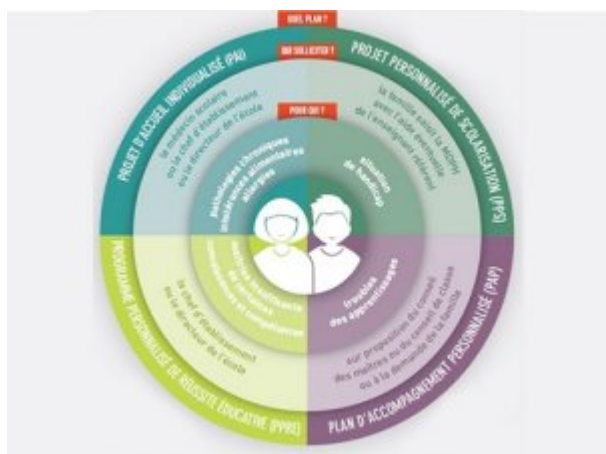 QUEL PLAN ?
QUI SOLLICITER ?
POUR QUI ?
PROJET D'ACCUEIL INDIVIDUALISÉ (PAI)
le médecin scolaire
ou le chef d'établissement
ou le directeur de l'école
pathologies chroniques
intolérances alimentaires
allergies
PROJET PERSONNALISÉ DE SCOLARISATION (PPS)
la famille saisit la MDPH
avec l'aide éventuelle
de l'enseignant référent
situation
de handicap
PROGRAMME PERSONNALISÉ DE RÉUSSITE ÉDUCATIVE (PPRE)
le chef d'établissement
ou le directeur de l'école
maîtrise insuffisante
de certaines
connaissances et compétences
PLAN D'ACCOMPAGNEMENT PERSONNALISÉ (PAP)
sur proposition du conseil
des maîtres ou du conseil de classe
ou à la demande de la famille
troubles
des apprentissages